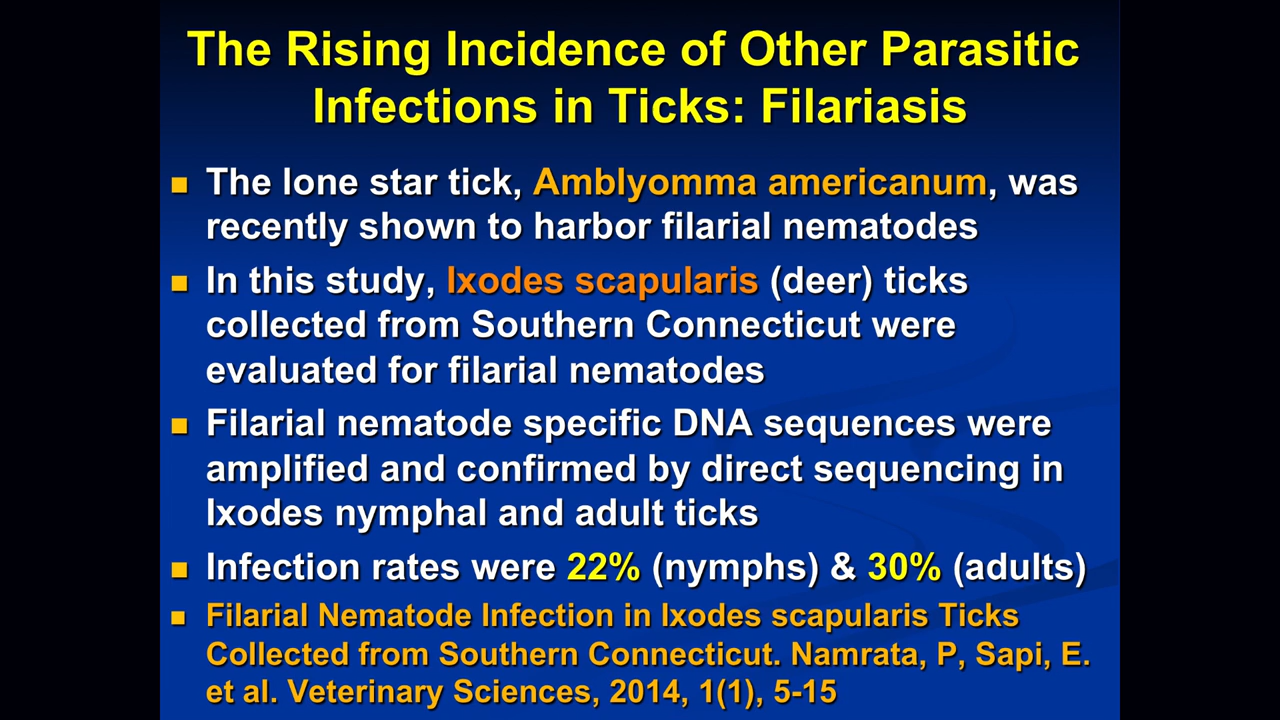 The Rising Incidence of Other Parasitic
Infections in Ticks: Filariasis
The lone star tick, Amblyomma americanum, was
recently shown to harbor filarial nematodes
In this study, Ixodes scapularis (deer) ticks
collected from Southern Connecticut were
evaluated for filarial nematodes
Filarial nematode specific DNA sequences were
amplified and confirmed by direct sequencing in
Ixodes nymphal and adult ticks
Infection rates were 22% (nymphs) & 30% (adults)
Filarial Nematode Infection in Ixodes scapularis Ticks
Collected from Southern Connecticut. Namrata, P, Sapi, E.
et al. Veterinary Sciences, 2014, 1(1), 5-15